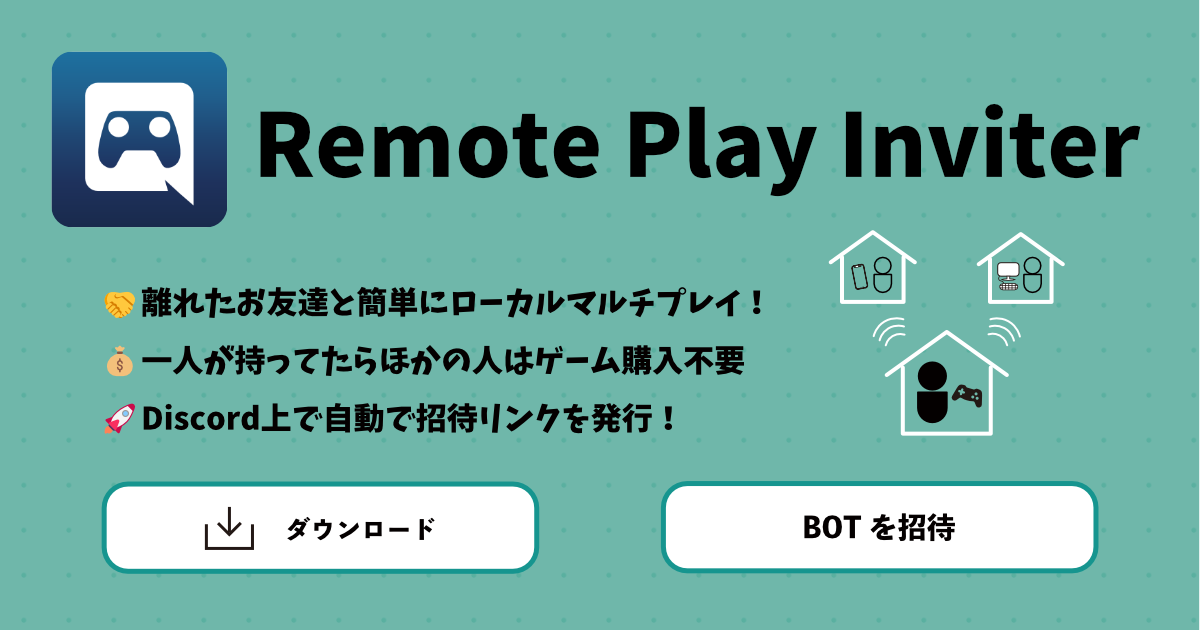 Remote Play Inviter
🤝離れたお友達と簡単にローカルマルチプレイ！
💰一人が持ってたらほかの人はゲーム購入不要
🚀Discord上で自動で招待リンクを発行！
ダウンロード
BOT を招待